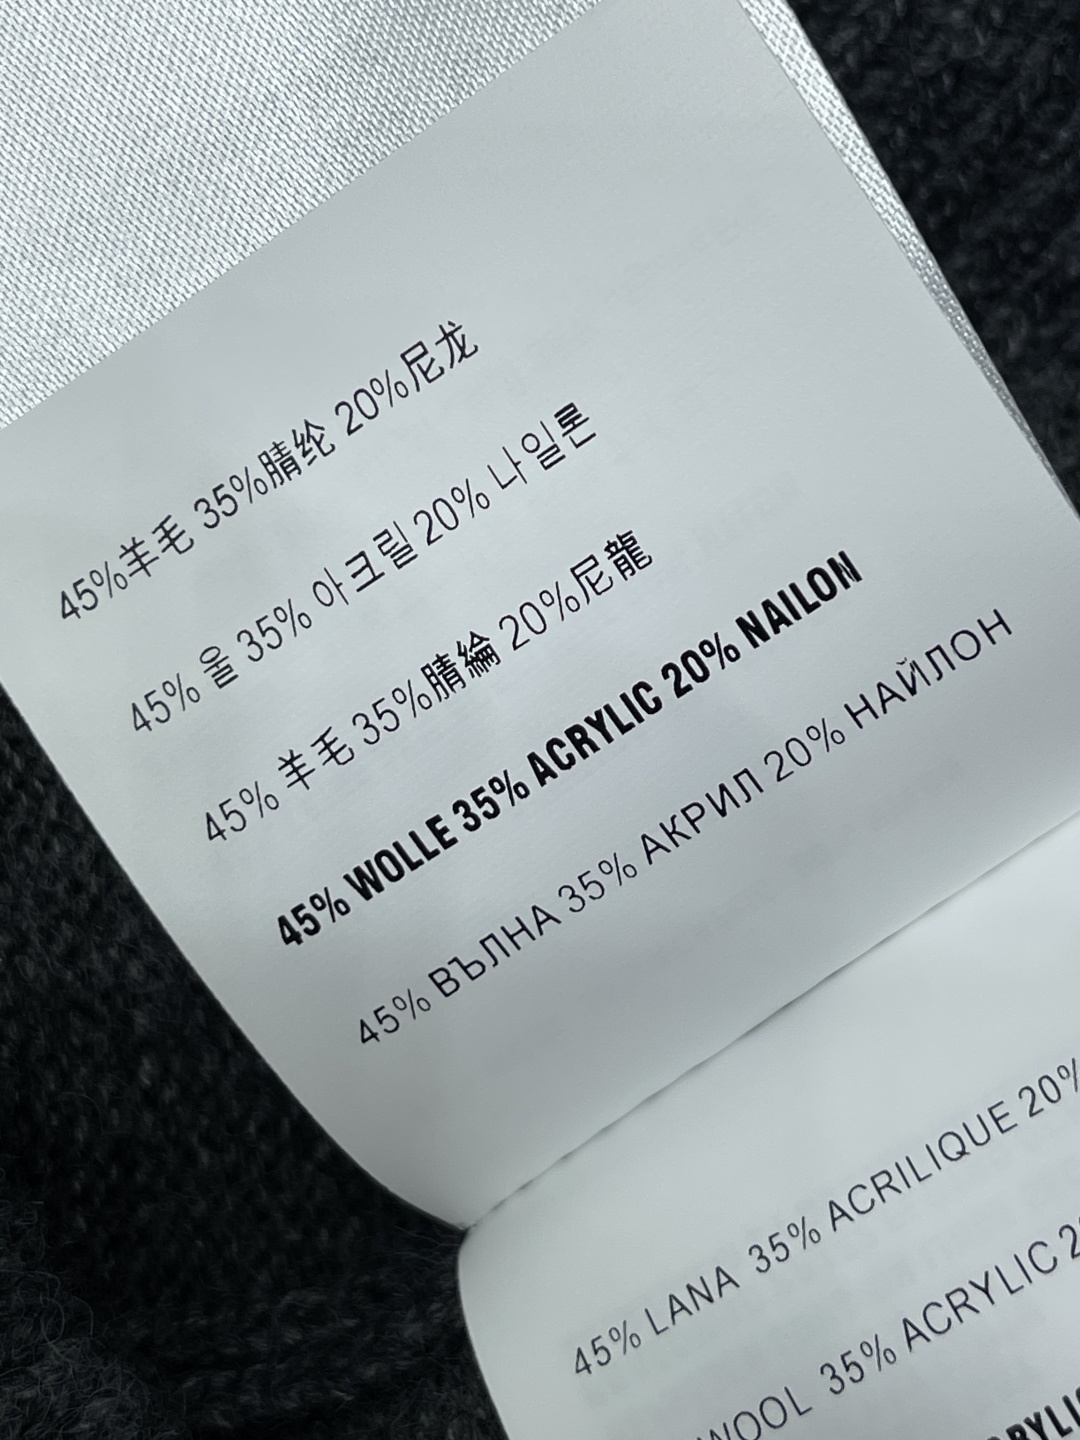 45%羊毛 35%腈纶 20%尼龙
45% 울 35% 아크릴 20% 나일론
45% 羊毛 35%腈綸 20%尼龍
45% WOLLE 35% ACRYLIC 20% NAILON
45% ВЪЛНА 35% АКРИЛ 20% НАЙЛОН
45% LANA 35% ACRILIQUE 20%
WOOL 35% ACRYLIC